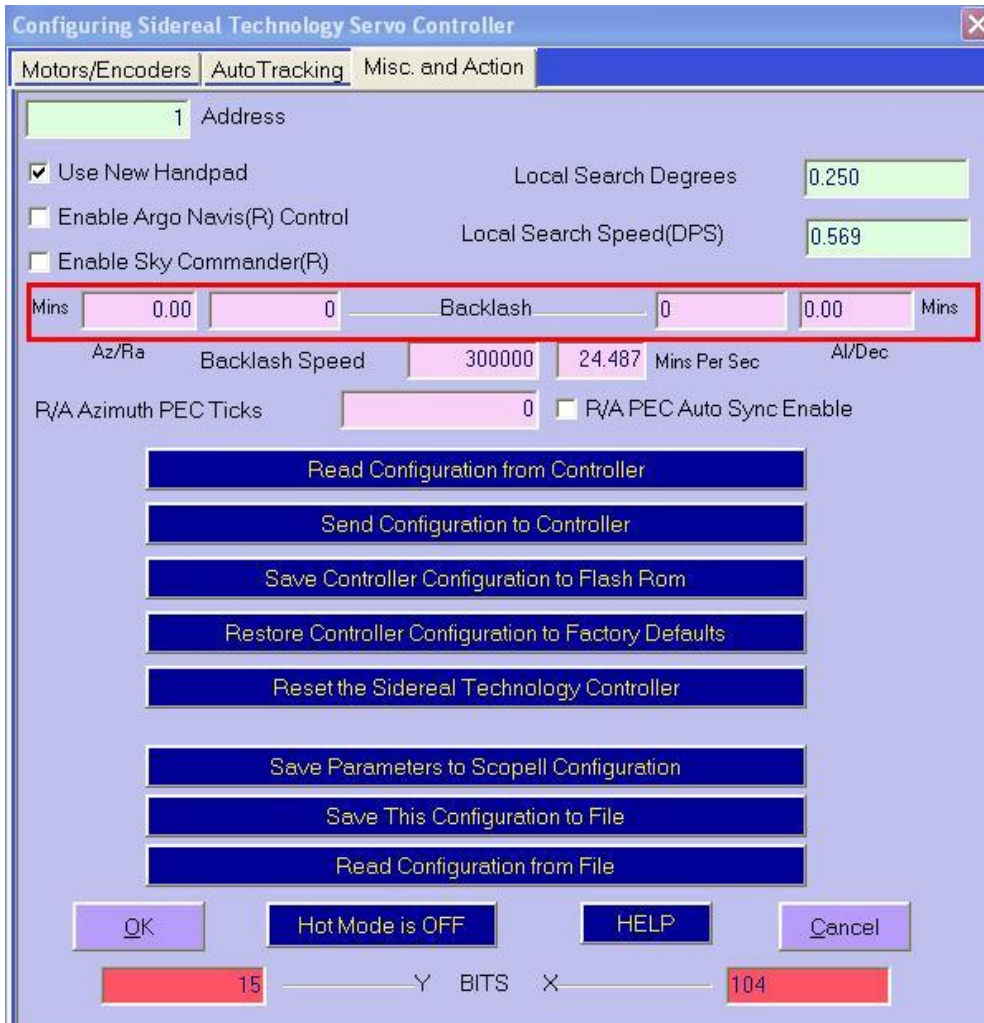 Configuring Sidereal Technology Servo Controller
Motors/Encoders AutoTracking Misc. and Action
1 Address
Use New Handpad
Local Search Degrees 0.250
Enable Argo Navis(R) Control
Local Search Speed(DPS) 0.569
Enable Sky Commander(R)
Mins 0.00 0 Backlash 0 0.00 Mins
Az/Ra Backlash Speed 300000 24.487 Mins Per Sec Al/Dec
R/A Azimuth PEC Ticks 0 R/A PEC Auto Sync Enable
Read Configuration from Controller
Send Configuration to Controller
Save Controller Configuration to Flash Rom
Restore Controller Configuration to Factory Defaults
Reset the Sidereal Technology Controller
Save Parameters to ScopeII Configuration
Save This Configuration to File
Read Configuration from File
OK Hot Mode is OFF HELP Cancel
15 Y BITS X 104